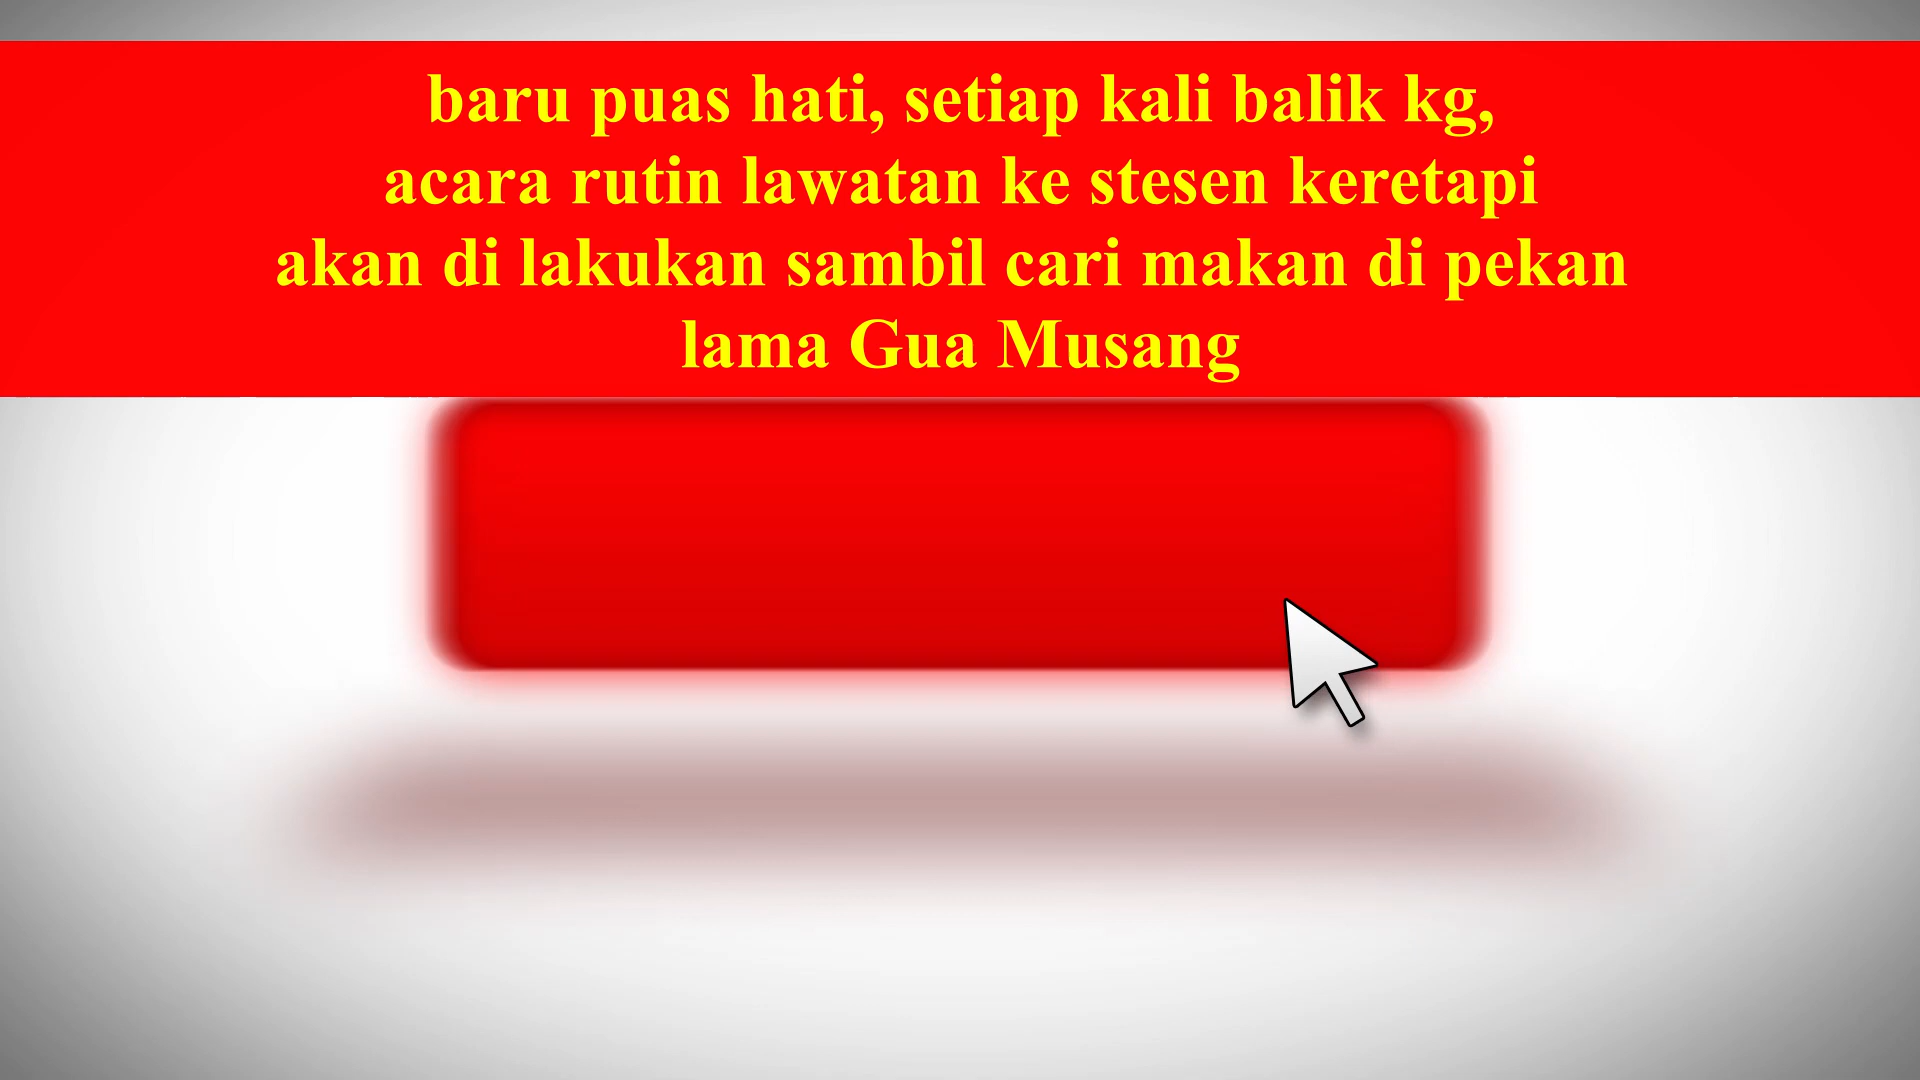 baru puas hati, setiap kali balik kg,
acara rutin lawatan ke stesen keretapi
akan di lakukan sambil cari makan di pekan
lama Gua Musang